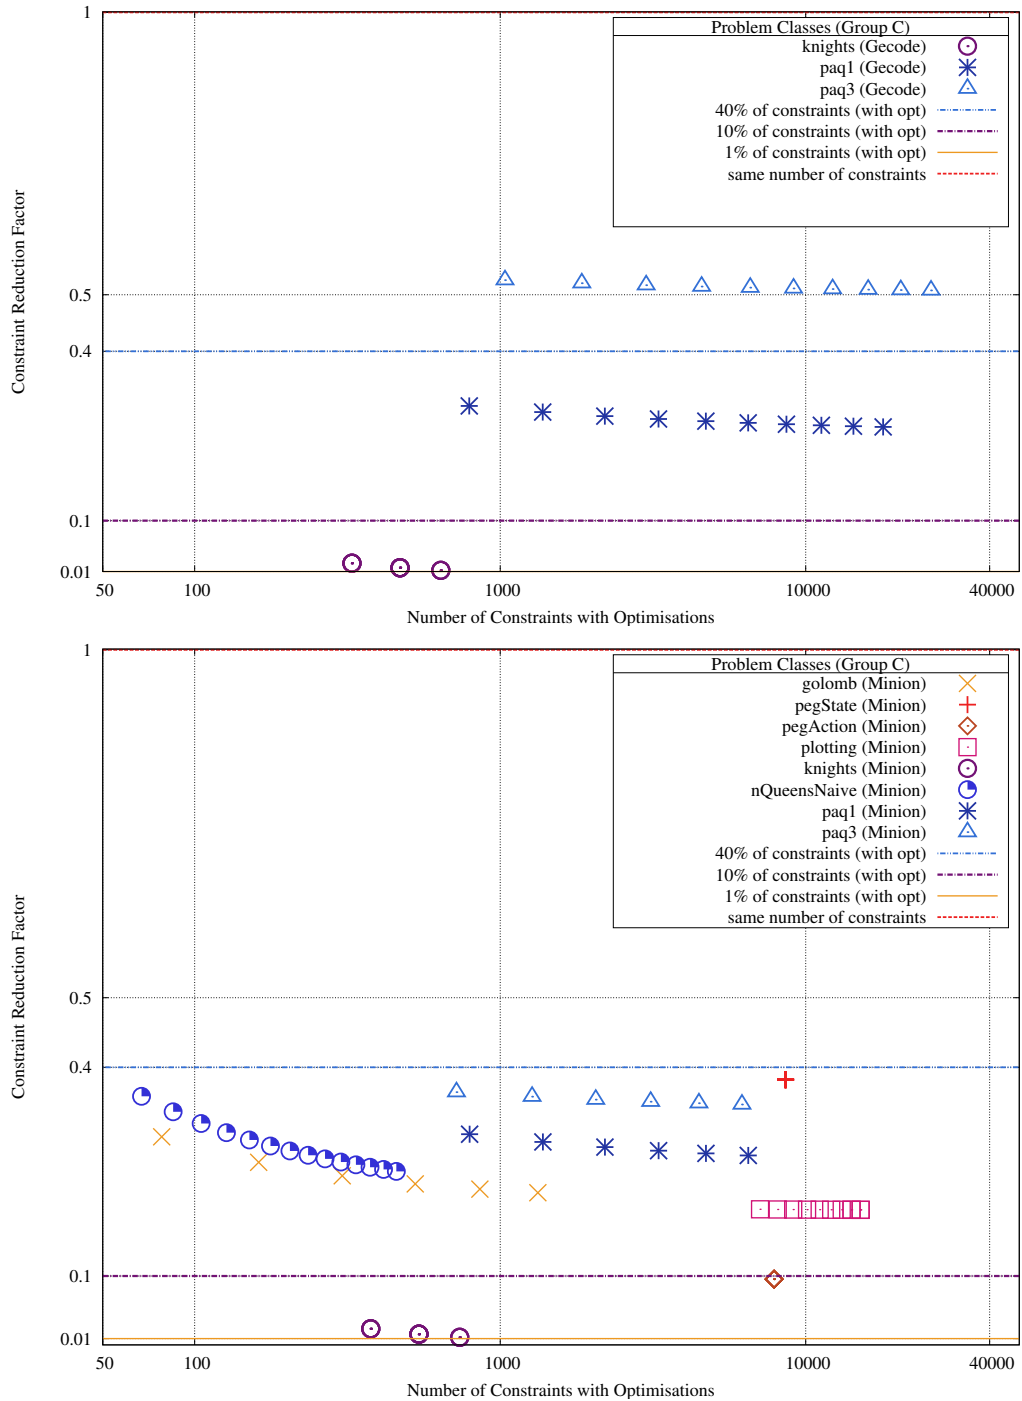 1
Problem Classes (Group C)
knights (Gecode)
paq1 (Gecode)
paq3 (Gecode)
40% of constraints (with opt)
10% of constraints (with opt)
1% of constraints (with opt)
same number of constraints
Constraint Reduction Factor
0.5
0.4
0.1
0.01
50 100 1000 10000 40000
Number of Constraints with Optimisations
1
Problem Classes (Group C)
golomb (Minion)
pegState (Minion)
pegAction (Minion)
plotting (Minion)
knights (Minion)
nQueensNaive (Minion)
paq1 (Minion)
paq3 (Minion)
40% of constraints (with opt)
10% of constraints (with opt)
1% of constraints (with opt)
same number of constraints
Constraint Reduction Factor
0.5
0.4
0.1
0.01
50 100 1000 10000 40000
Number of Constraints with Optimisations